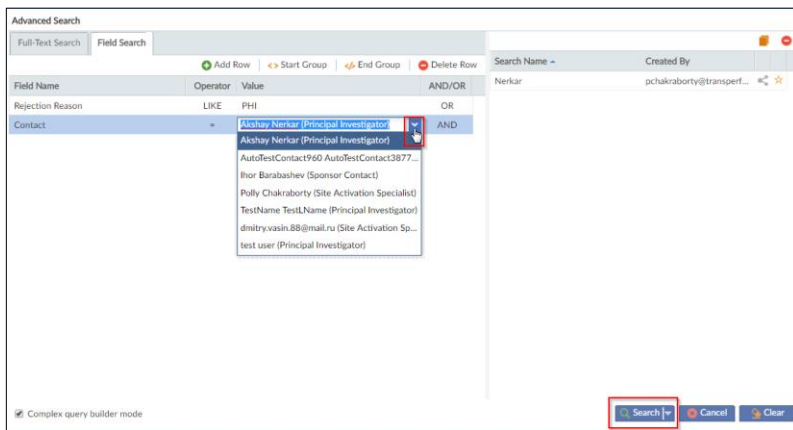 Advanced Search
Full-Text Search Field Search
Add Row <> Start Group </> End Group Delete Row
Field Name Operator Value AND/OR
Rejection Reason LIKE PHI OR
Contact = Akshay Nerkar (Principal Investigator) AND
Akshay Nerkar (Principal Investigator)
AutoTestContact960 AutoTestContact3877...
Ihor Barabashev (Sponsor Contact)
Polly Chakraborty (Site Activation Specialist)
TestName TestLName (Principal Investigator)
dmitry.vasin.88@mail.ru (Site Activation Sp...
test user (Principal Investigator)
Search Name Created By
Nerkar pchakraborty@transperf...
Complex query builder mode
Search Cancel Clear